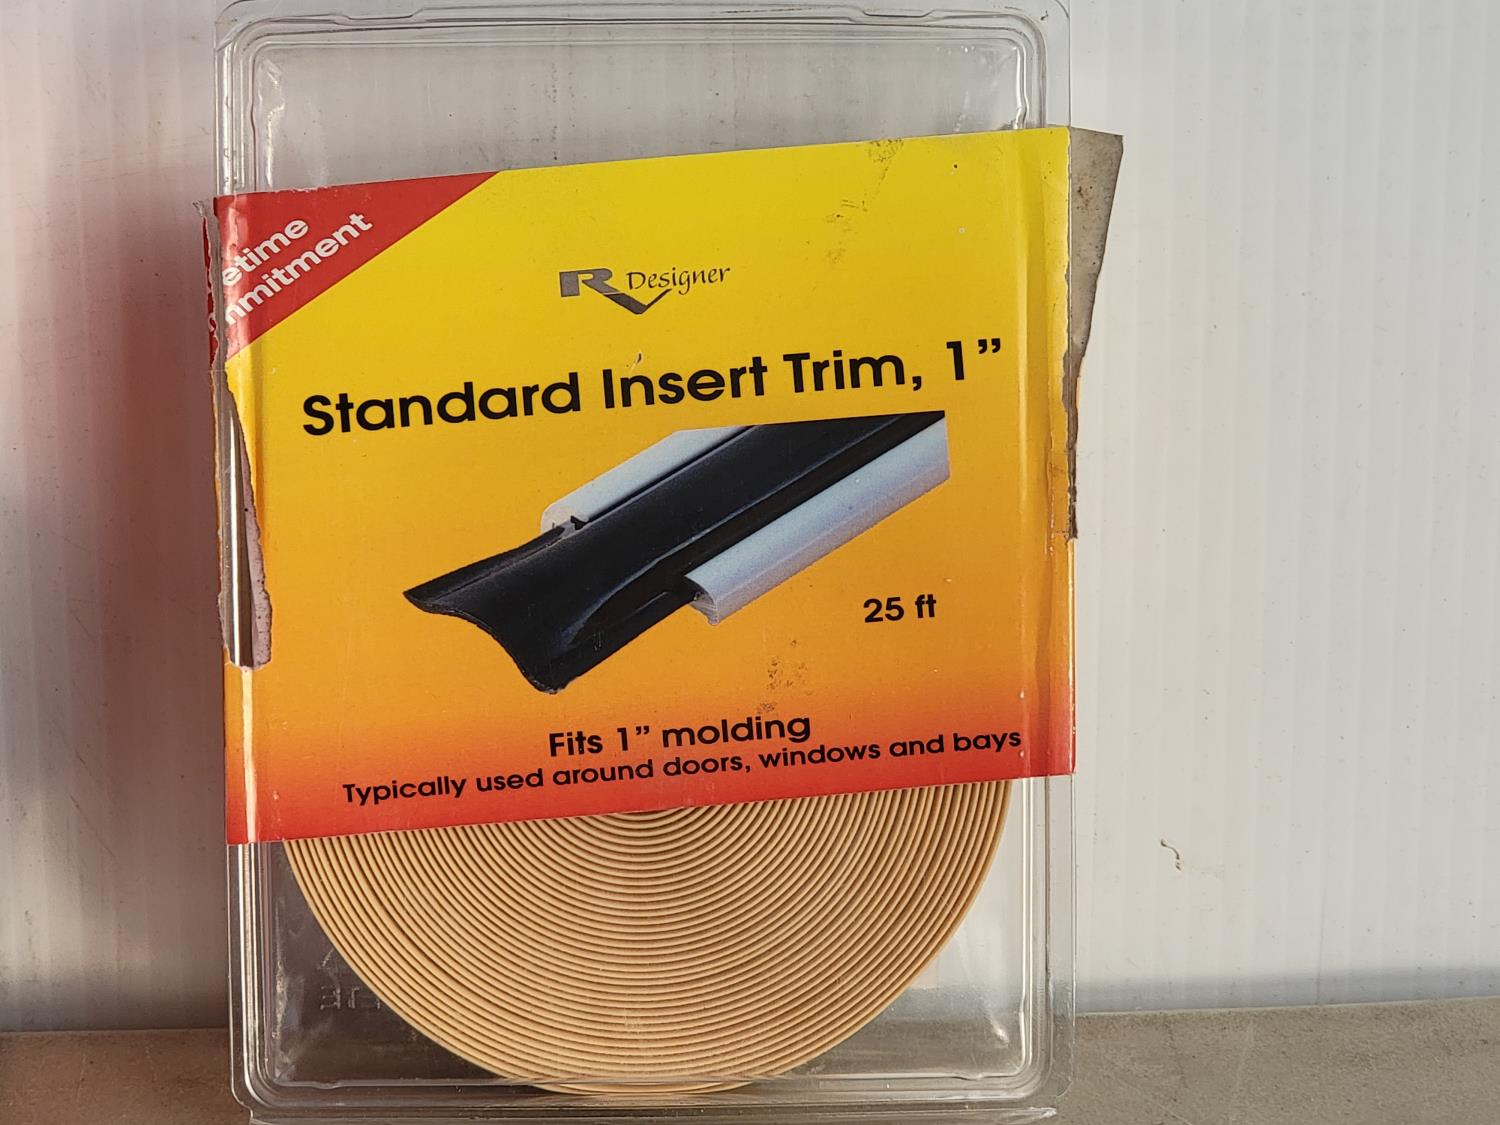 etime
mmitment
RV Designer
Standard Insert Trim, 1”
25 ft
Fits 1” molding
Typically used around doors, windows and bays